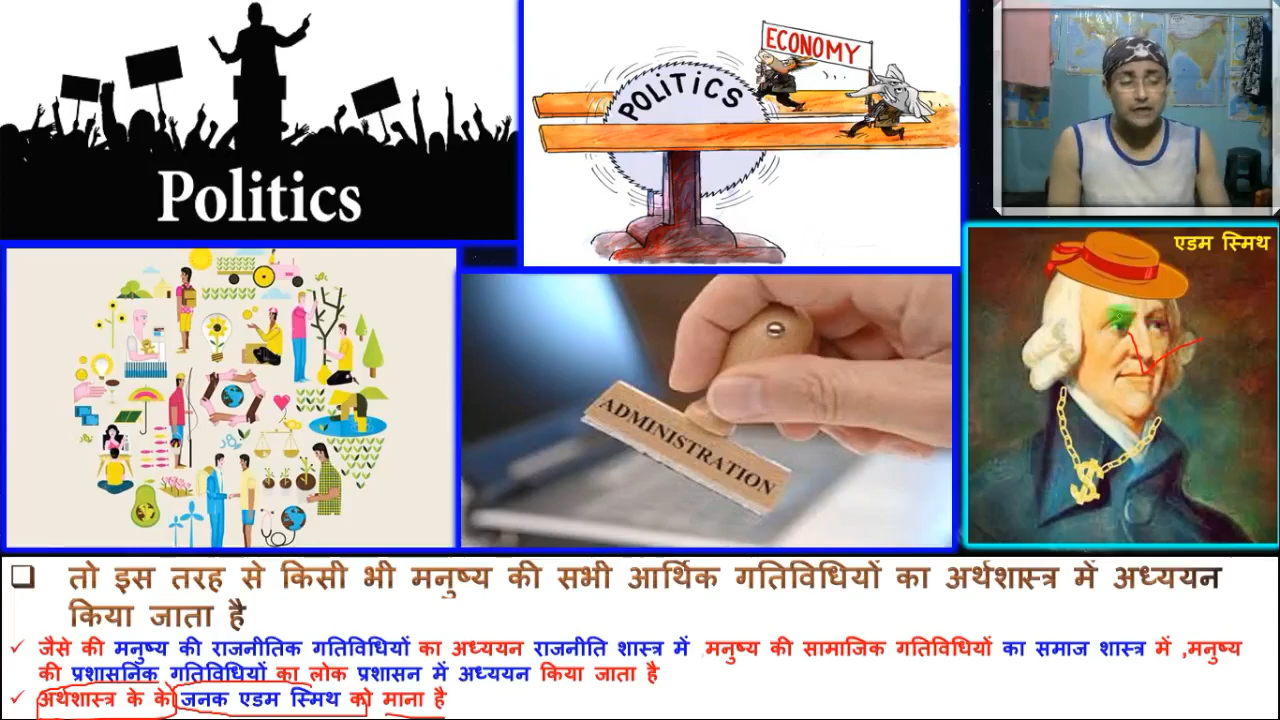 Politics
POLITICS
ECONOMY
एडम स्मिथ
ADMINISTRATION
तो इस तरह से किसी भी मनुष्य की सभी आर्थिक गतिविधियों का अर्थशास्त्र में अध्ययन
किया जाता है
जैसे की मनुष्य की राजनीतिक गतिविधियों का अध्ययन राजनीति शास्त्र में मनुष्य की सामाजिक गतिविधियों का समाज शास्त्र में ,मनुष्य
की प्रशासनिक गतिविधियों का लोक प्रशासन में अध्ययन किया जाता है
अर्थशास्त्र के के जनक एडम स्मिथ को माना है